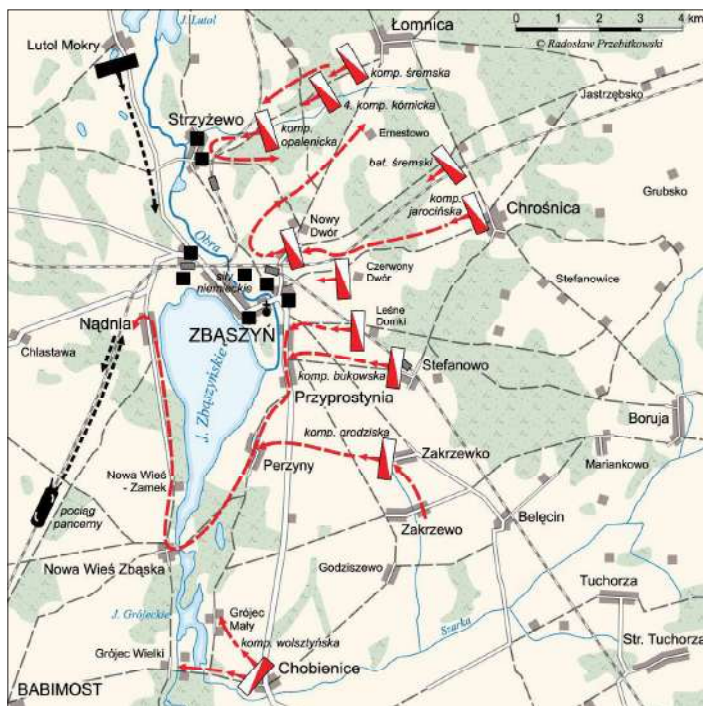 J. Lutol
Lutol Mokry
Łomnica
0 1 2 3 4 km
© Radosław Przebitkowski
komp. śremska
4. komp. kórnicka
Jastrzębsko
Strzyżewo
komp.
opalenicka
Ernestowo
bat. śremski
Grubsko
komp.
jarocińska
Chrośnica
Nowy
Dwór
Obra
Stefanowice
siły
niemieckie
Czerwony
Dwór
Nądnia
ZBĄSZYŃ
Leśne
Domki
Chlastawa
Stefanowo
J. Zbąszyńskie
komp. bukowska
Przyprostynia
Boruja
komp. grodziska
Zakrzewko
Perzyny
Mariankowo
Nowa Wieś
- Zamek
pociąg
pancerny
Zakrzewo
Belęcin
Nowa Wieś Zbąska
Godziszewo
Tuchorza
J. Grójeckie
Grójec
Mały
Szarka
komp. wolsztyńska
Grójec Wielki
Chobienice
Str. Tuchorza
BABIMOST